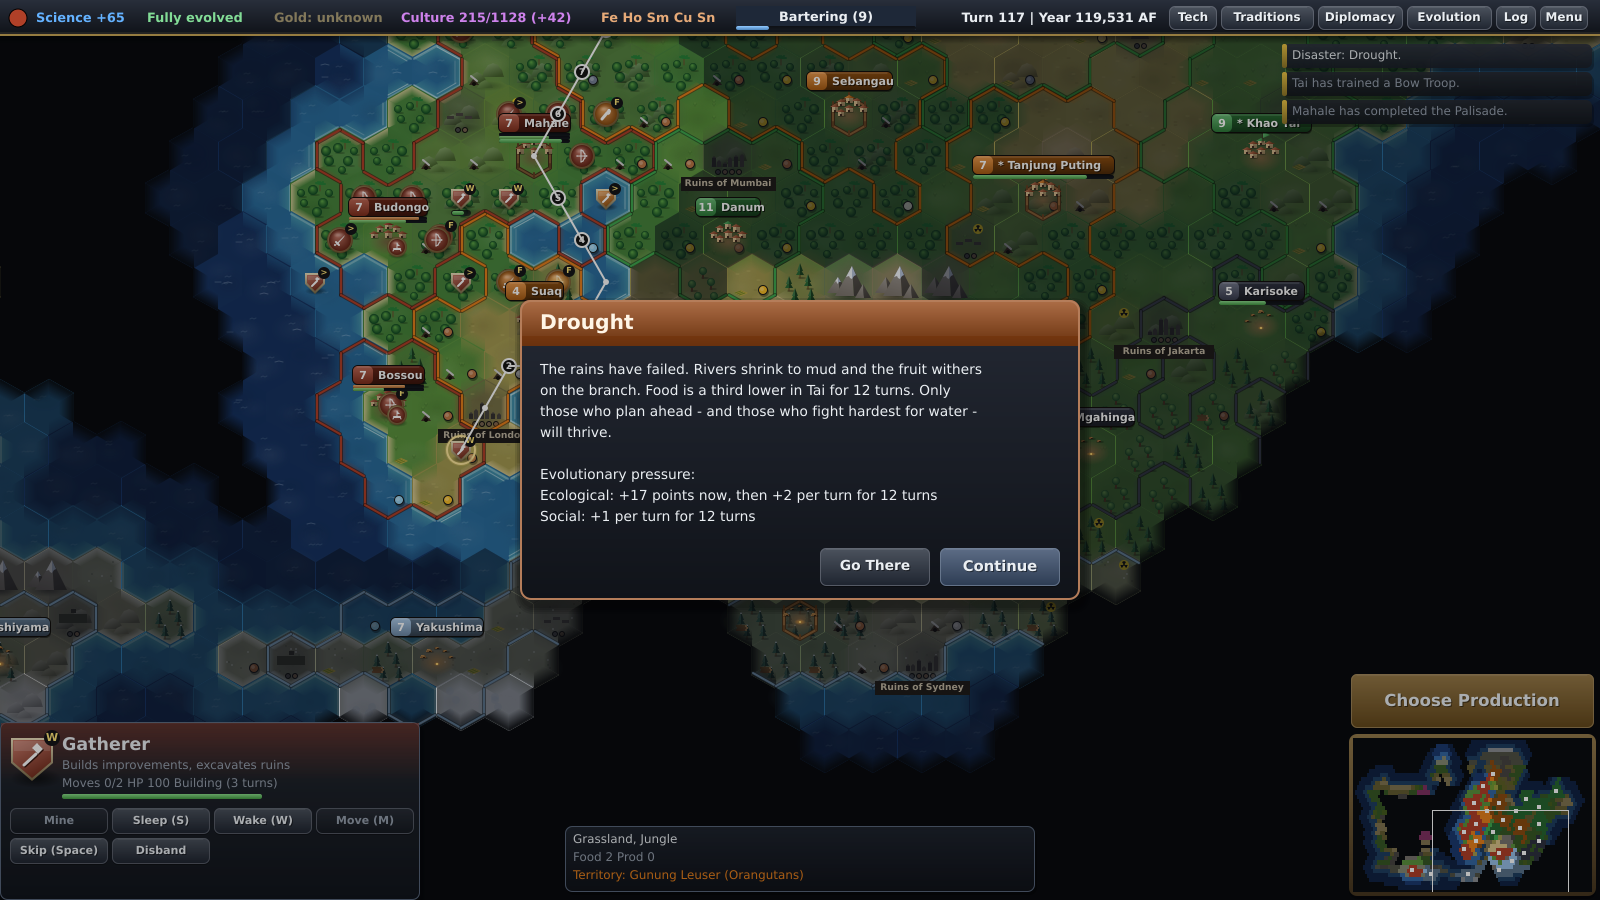 Science +65
Fully evolved
Gold: unknown
Culture 215/1128 (+42)
Fe Ho Sm Cu Sn
Bartering (9)
Turn 117 | Year 119,531 AF
Tech
Traditions
Diplomacy
Evolution
Log
Menu
Disaster: Drought.
Tai has trained a Bow Troop.
Mahale has completed the Palisade.
9 Sebangau
7 Mahale
9 * Khao Yai
7 * Tanjung Puting
Ruins of Mumbai
7 Budongo
11 Danum
4 Suaq
5 Karisoke
Ruins of Jakarta
7 Bossou
Mgahinga
Ruins of Londo
7 Yakushima
shiyama
Ruins of Sydney
Drought
The rains have failed. Rivers shrink to mud and the fruit withers
on the branch. Food is a third lower in Tai for 12 turns. Only
those who plan ahead - and those who fight hardest for water -
will thrive.
Evolutionary pressure:
Ecological: +17 points now, then +2 per turn for 12 turns
Social: +1 per turn for 12 turns
Go There
Continue
Choose Production
W
Gatherer
Builds improvements, excavates ruins
Moves 0/2 HP 100 Building (3 turns)
Mine
Sleep (S)
Wake (W)
Move (M)
Skip (Space)
Disband
Grassland, Jungle
Food 2 Prod 0
Territory: Gunung Leuser (Orangutans)